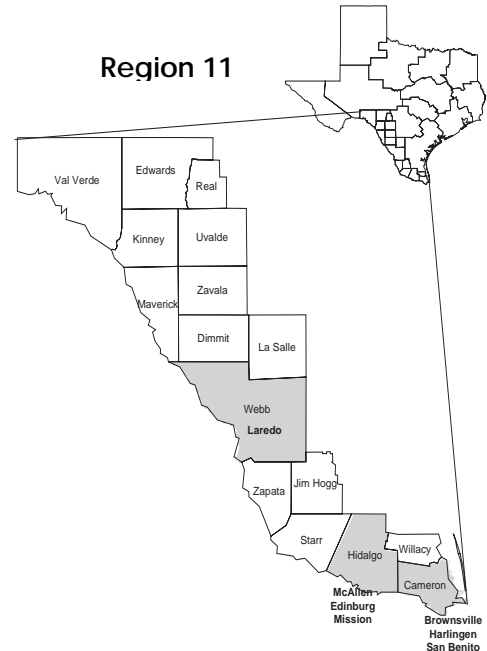 Region 11
Val Verde
Edwards
Real
Kinney
Uvalde
Maverick
Zavala
Dimmit
La Salle
Webb
Laredo
Zapata
Jim Hogg
Starr
Hidalgo
Willacy
Cameron
McAllen
Edinburg
Mission
Brownsville
Harlingen
San Benito